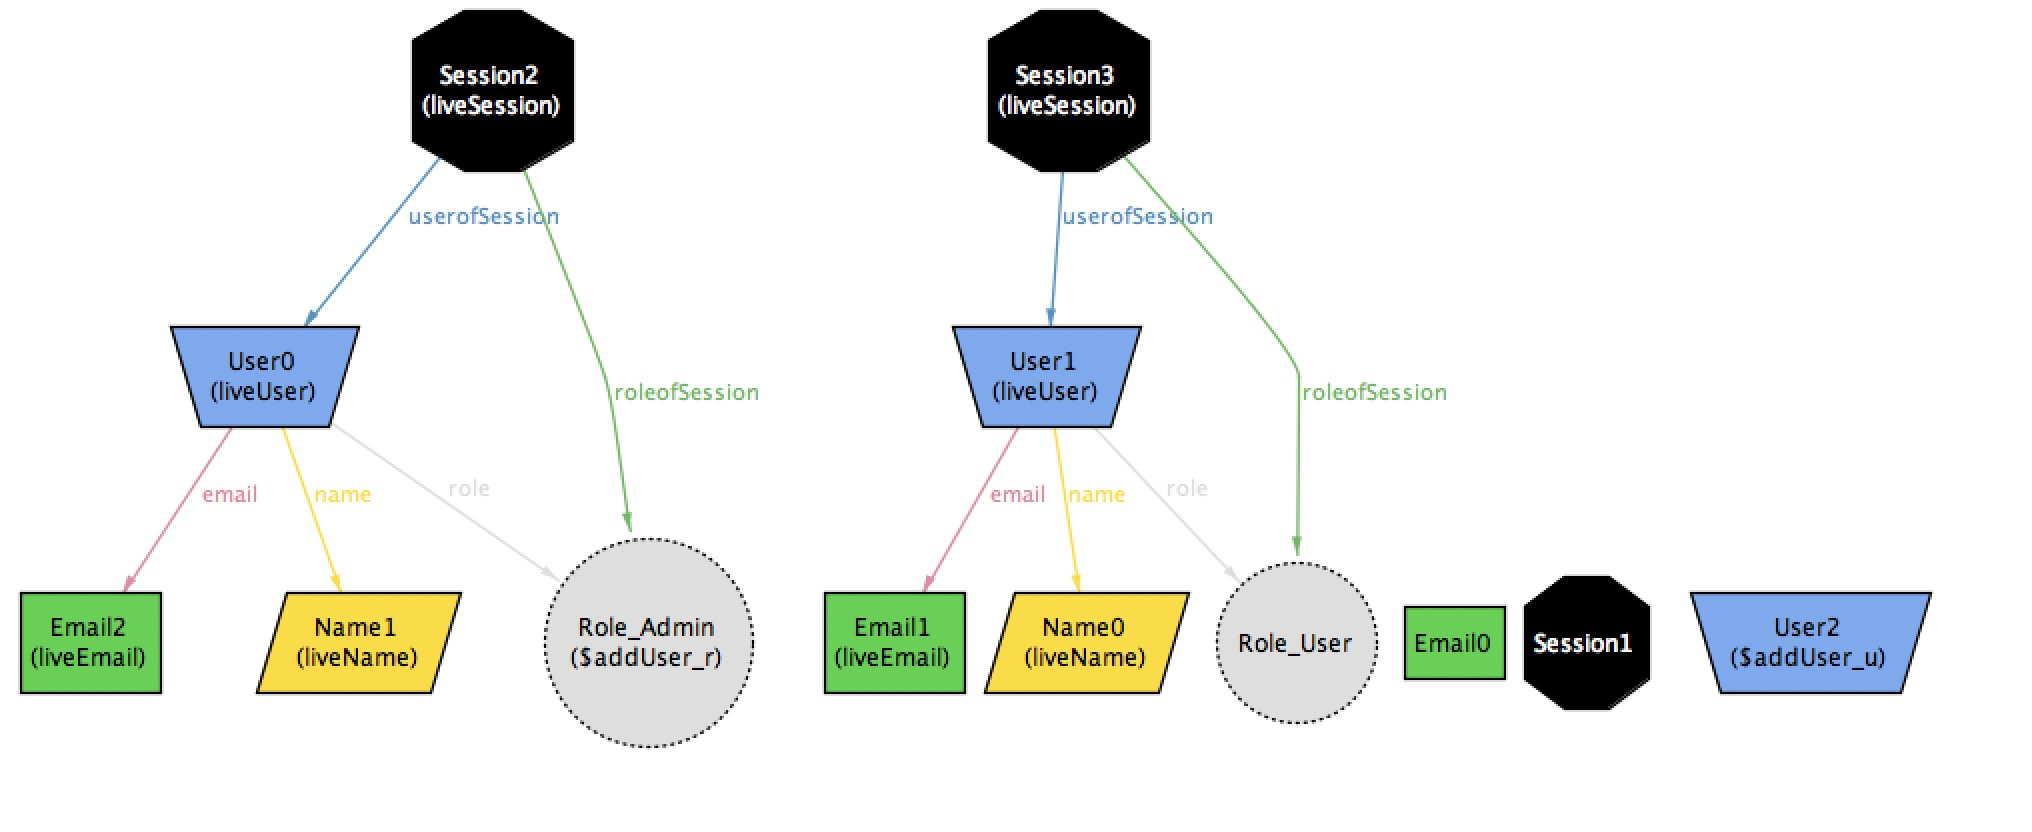 Session2
(liveSession)
Session3
(liveSession)
userofSession
userofSession
User0
(liveUser)
roleofSession
User1
(liveUser)
roleofSession
email
name
role
email
name
role
Email2
(liveEmail)
Name1
(liveName)
Role_Admin
($addUser_r)
Email1
(liveEmail)
Name0
(liveName)
Role_User
Email0
Session1
User2
($addUser_u)